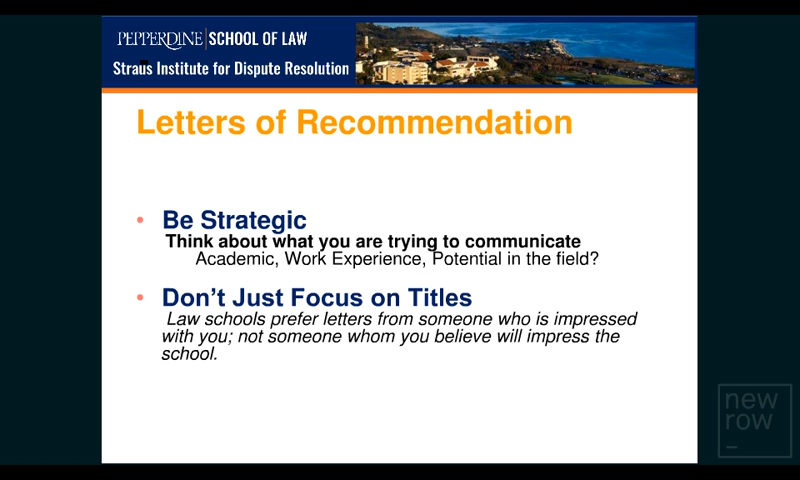 PEPPERDINE SCHOOL OF LAW
Straus Institute for Dispute Resolution
Letters of Recommendation
• Be Strategic
Think about what you are trying to communicate
Academic, Work Experience, Potential in the field?
• Don't Just Focus on Titles
Law schools prefer letters from someone who is impressed
with you; not someone whom you believe will impress the
school.
new
row